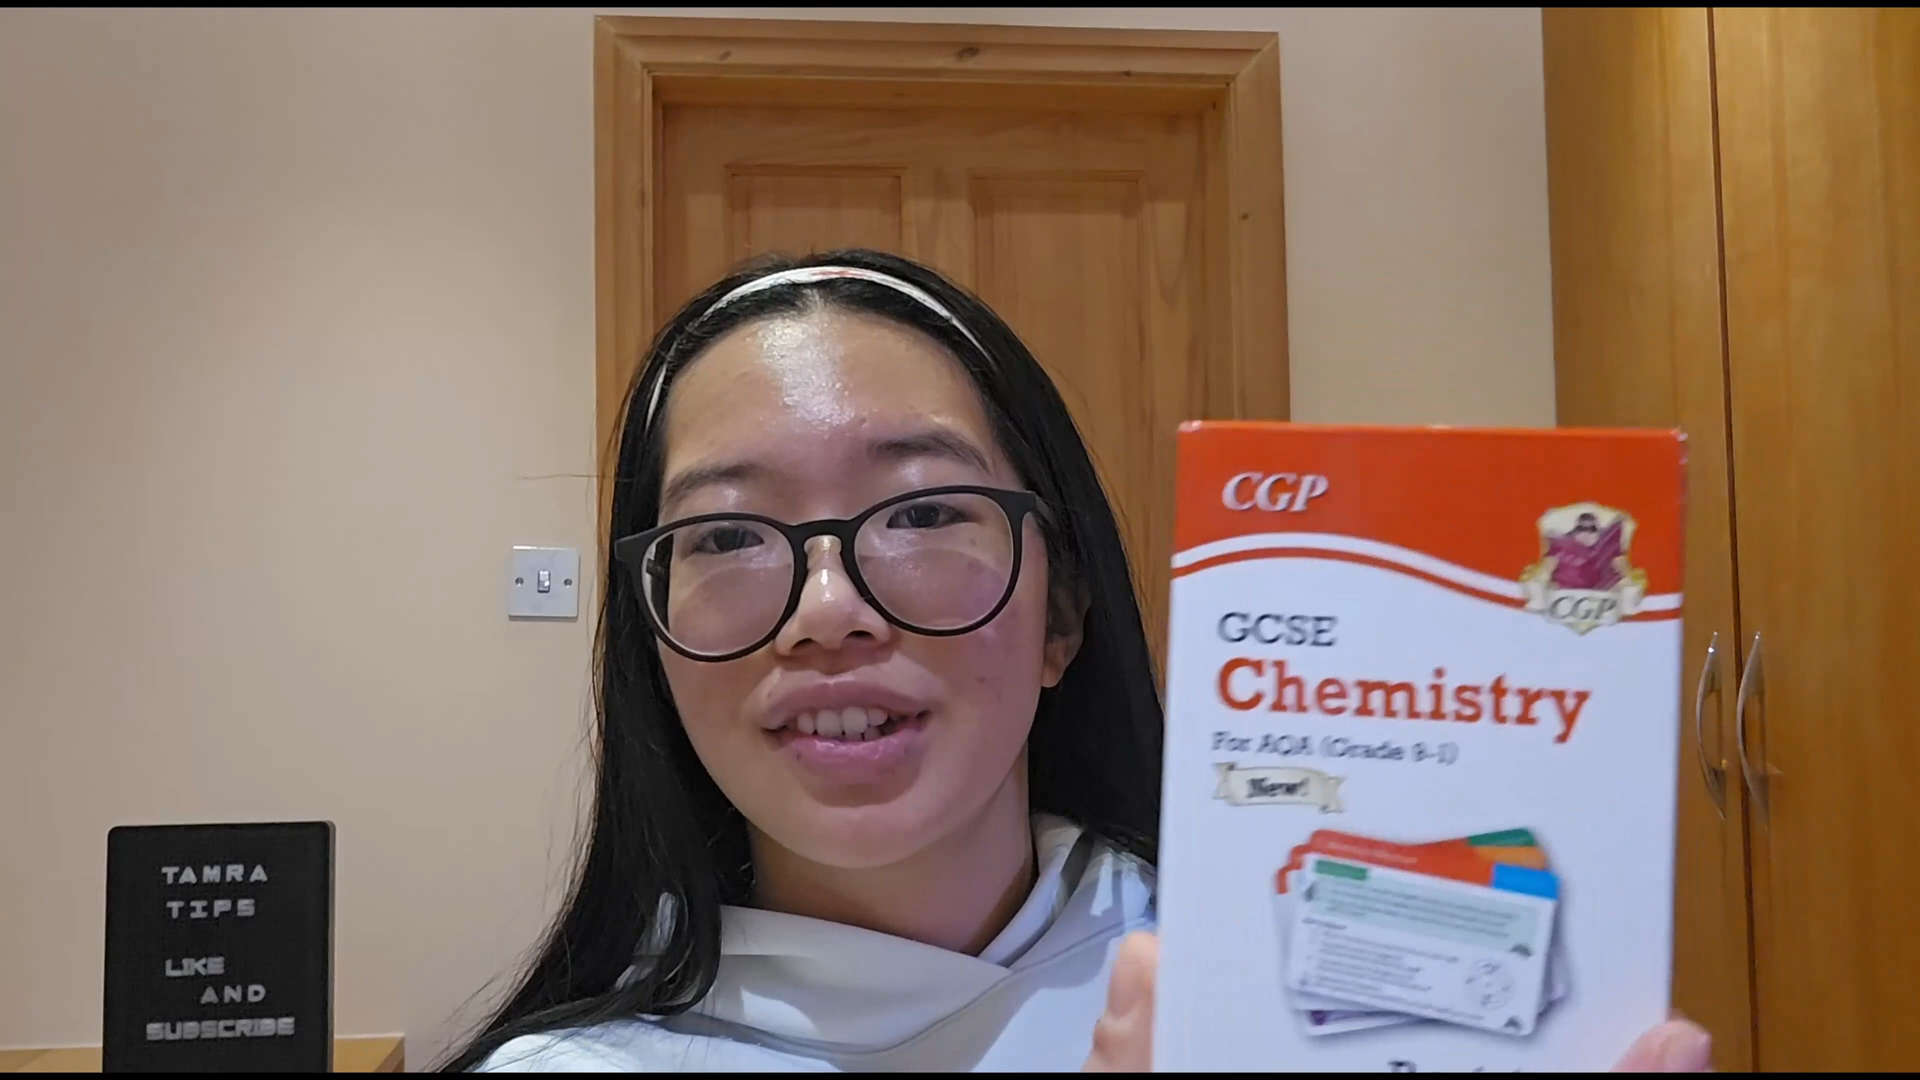 TAMRA
TIPS
LIKE
AND
SUBSCRIBE
CGP
CGP
GCSE
Chemistry
For AQA (Grade 9-1)
New!